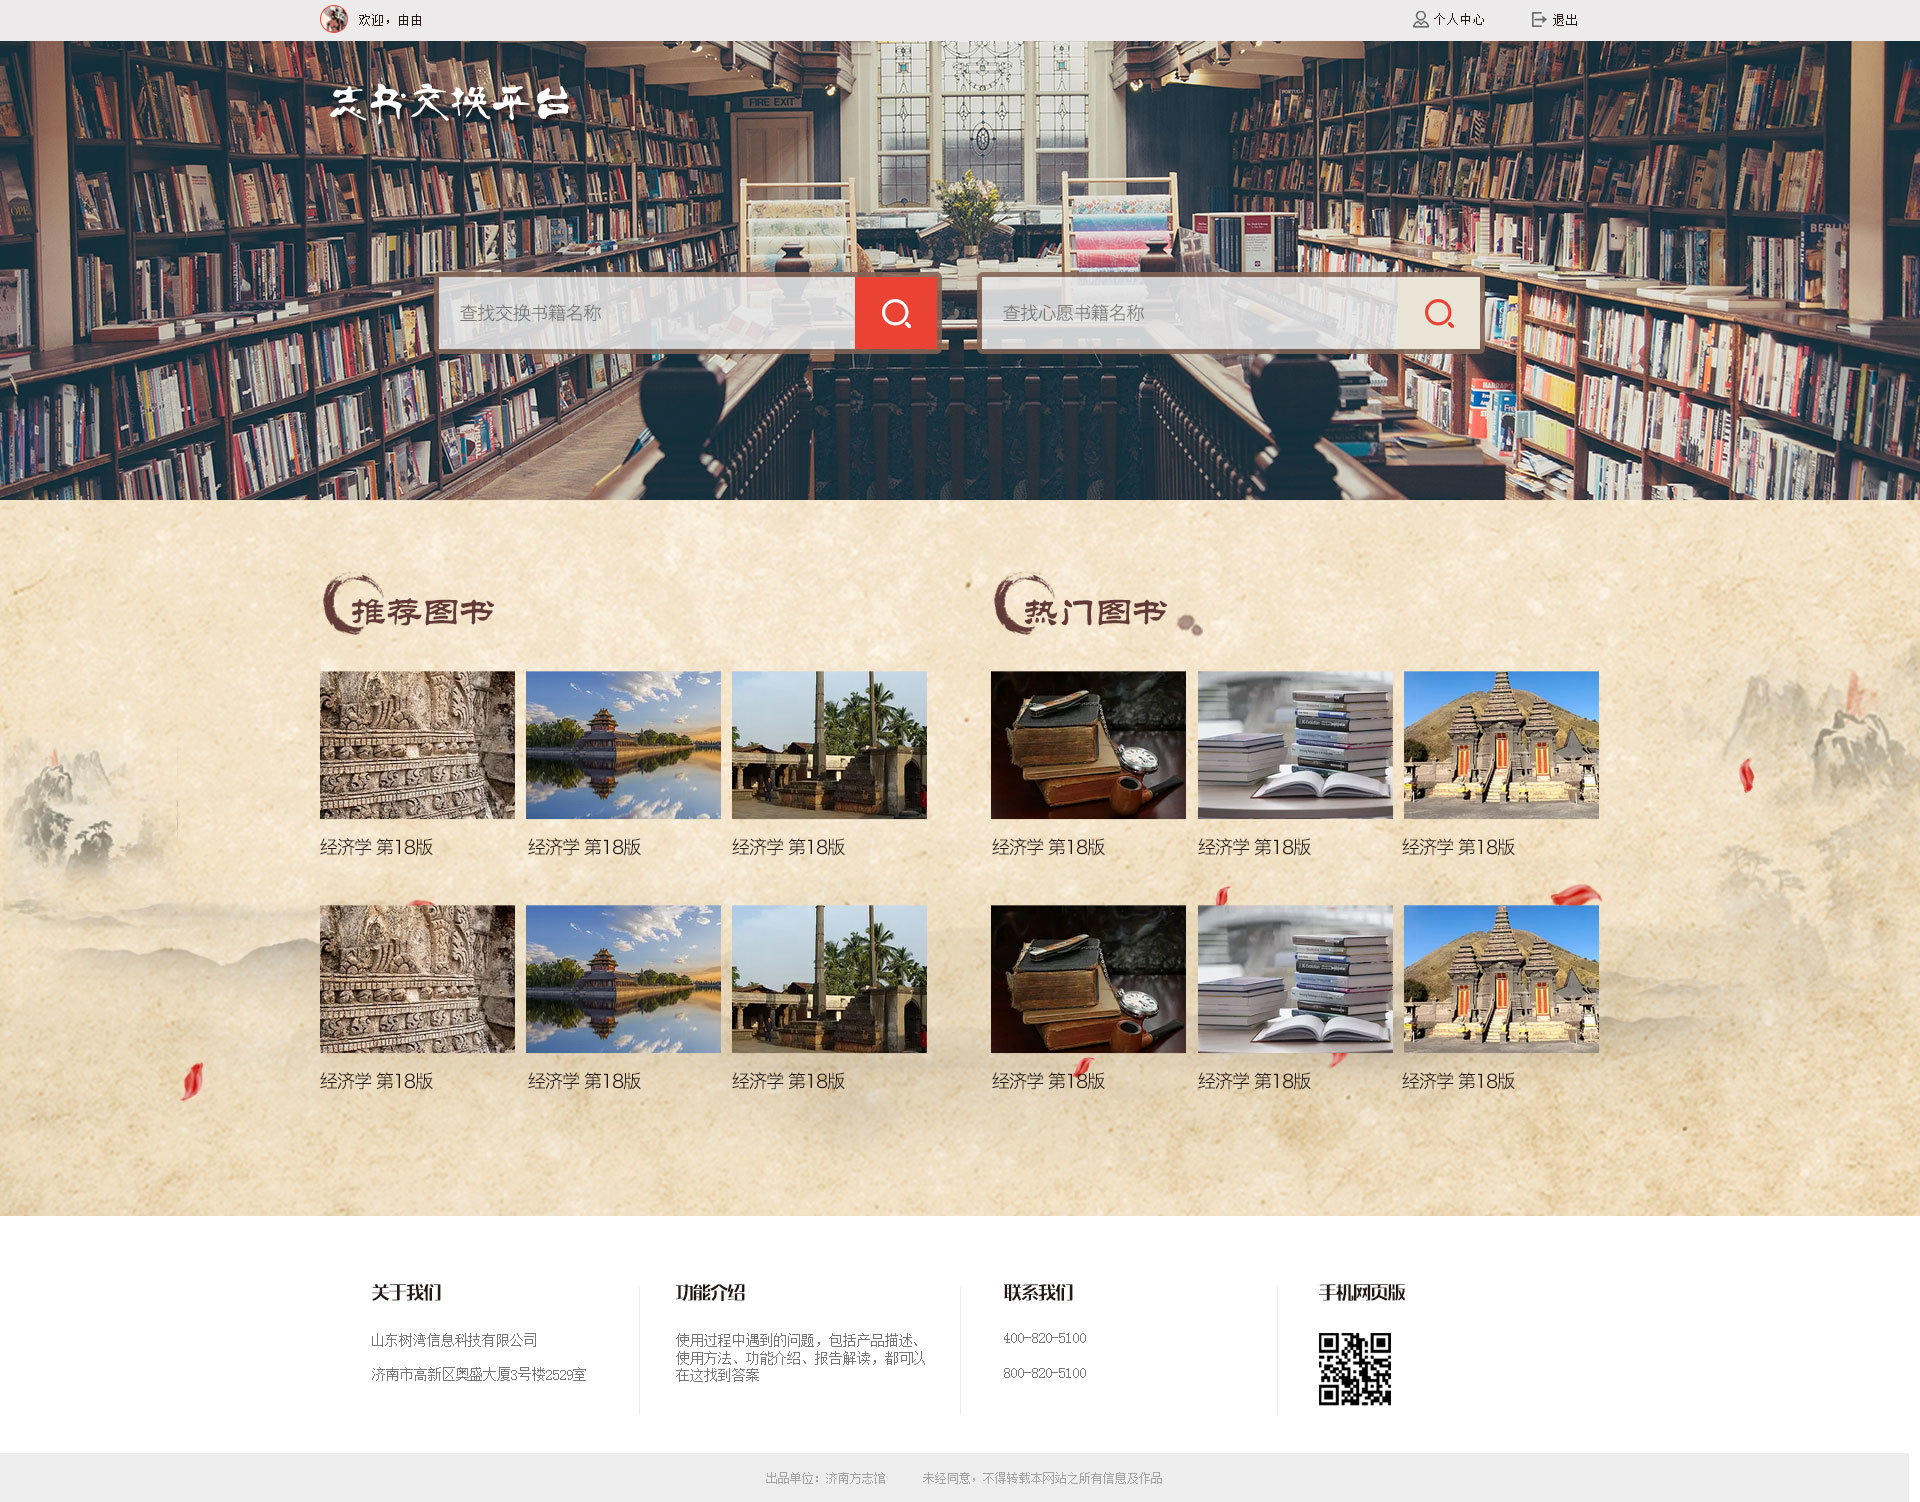 欢迎，由由
个人中心
退出
志书交换平台
FIRE EXIT
查找交换书籍名称
查找心愿书籍名称
推荐图书
热门图书
经济学 第18版
经济学 第18版
经济学 第18版
经济学 第18版
经济学 第18版
经济学 第18版
经济学 第18版
经济学 第18版
经济学 第18版
经济学 第18版
经济学 第18版
经济学 第18版
关于我们
山东树湾信息科技有限公司
济南市高新区奥盛大厦3号楼2529室
功能介绍
使用过程中遇到的问题，包括产品描述、
使用方法、功能介绍、报告解读，都可以
在这找到答案
联系我们
400-820-5100
800-820-5100
手机网页版
出品单位：济南方志馆
未经同意，不得转载本网站之所有信息及作品